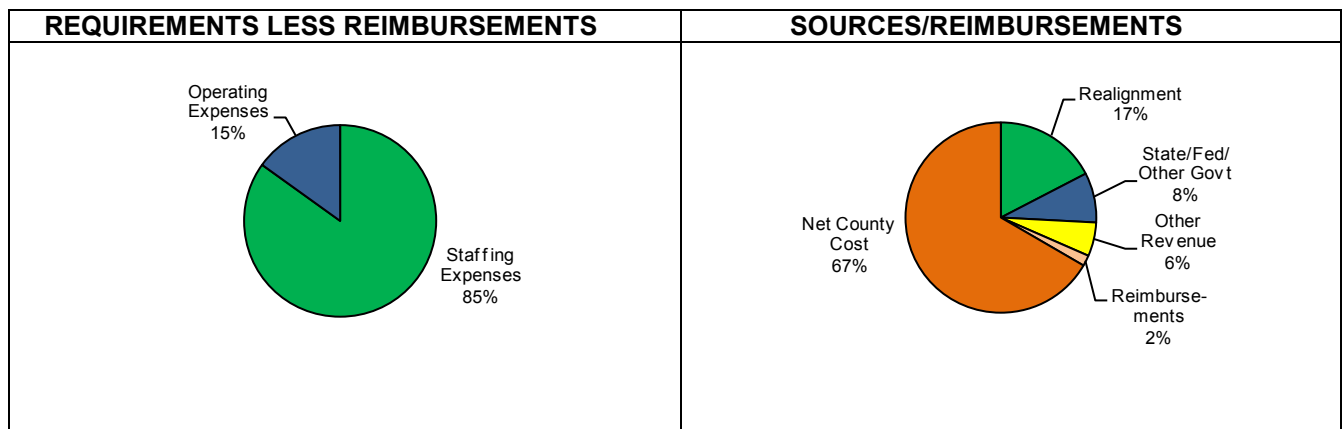 REQUIREMENTS LESS REIMBURSEMENTS
Operating
Expenses
15%
Staffing
Expenses
85%
SOURCES/REIMBURSEMENTS
Realignment
17%
State/Fed/
Other Govt
8%
Other
Revenue
6%
Reimburse-
ments
2%
Net County
Cost
67%